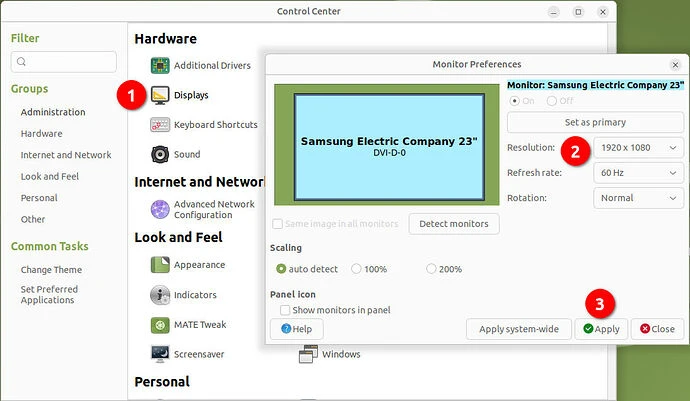 Control Center
Filter
Groups
Administration
Hardware
Internet and Network
Look and Feel
Personal
Other
Common Tasks
Change Theme
Set Preferred
Applications
Hardware
Additional Drivers
1
Displays
Keyboard Shortcuts
Sound
Internet and Networ
Advanced Network
Configuration
Look and Feel
Appearance
Indicators
MATE Tweak
Screensaver
Windows
Personal
Monitor Preferences
Samsung Electric Company 23"
DVI-D-0
Monitor: Samsung Electric Company 23"
On
Off
Set as primary
Resolution:
2
1920 x 1080
Refresh rate:
60 Hz
Rotation:
Normal
Same image in all monitors
Detect monitors
Scaling
auto detect
100%
200%
Panel icon
Show monitors in panel
3
Help
Apply system-wide
Apply
Close